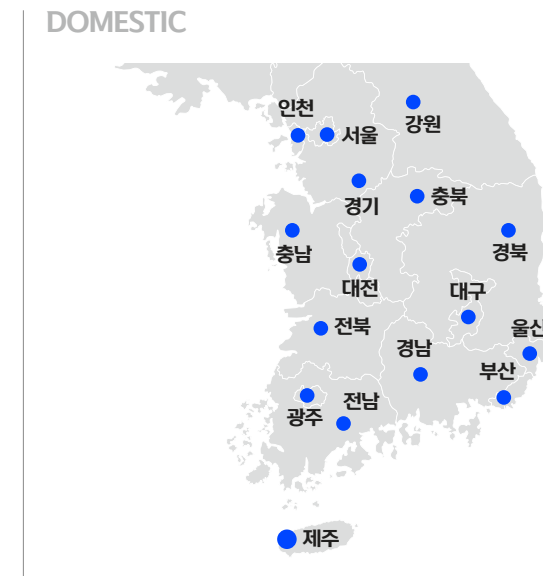 DOMESTIC
인천
서울
강원
경기
충북
충남
경북
대전
대구
전북
울산
경남
부산
전남
광주
제주